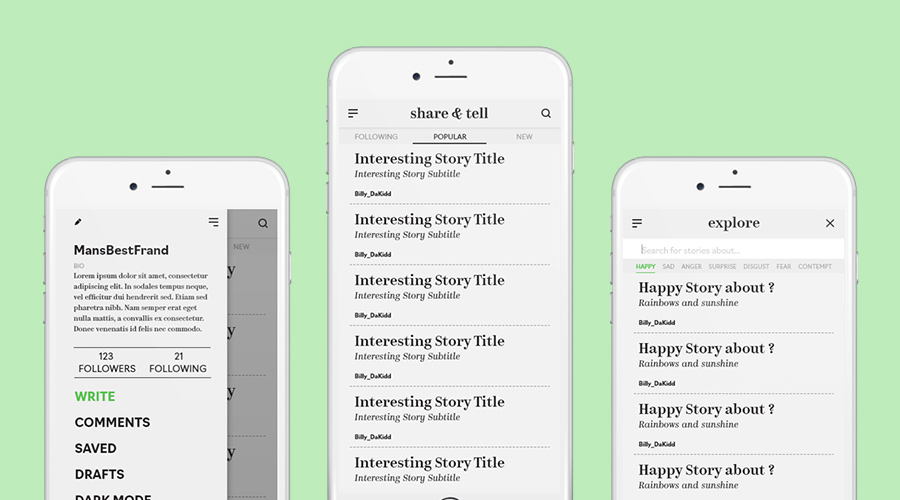 MansBestFrand
BIO
Lorem ipsum dolor sit amet, consectetur
adipiscing elit. In sodales tempus neque,
vel efficitur dui hendrerit sed. Etiam sed
pharetra nibh. Nam semper erat eget
nulla mattis, a convallis ex consectetur.
Donec venenatis id felis nec commodo.
123 21
FOLLOWERS FOLLOWING
WRITE
COMMENTS
SAVED
DRAFTS
DARK MODE
NEW
y
y
y
y
share & tell
FOLLOWING POPULAR NEW
Interesting Story Title
Interesting Story Subtitle
Billy_DaKidd
Interesting Story Title
Interesting Story Subtitle
Billy_DaKidd
Interesting Story Title
Interesting Story Subtitle
Billy_DaKidd
Interesting Story Title
Interesting Story Subtitle
Billy_DaKidd
Interesting Story Title
Interesting Story Subtitle
Billy_DaKidd
Interesting Story Title
Interesting Story Subtitle
explore
Search for stories about...
HAPPY SAD ANGER SURPRISE DISGUST FEAR CONTEMPT
Happy Story about ?
Rainbows and sunshine
Billy_DaKidd
Happy Story about ?
Rainbows and sunshine
Billy_DaKidd
Happy Story about ?
Rainbows and sunshine
Billy_DaKidd
Happy Story about ?
Rainbows and sunshine